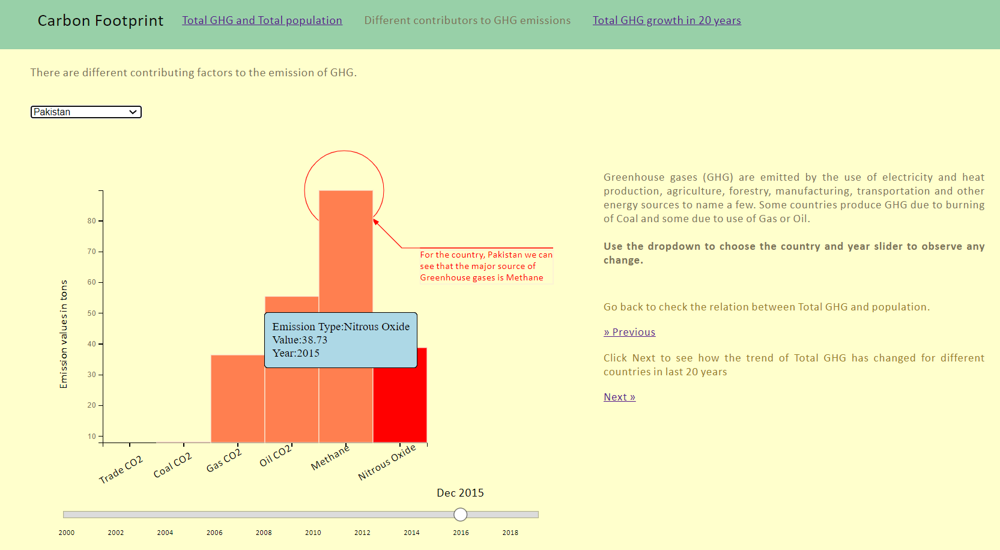 Carbon Footprint
Total GHG and Total population
Different contributors to GHG emissions
Total GHG growth in 20 years
There are different contributing factors to the emission of GHG.
Pakistan
80
70
60
50
40
30
20
10
Emission values in tons
For the country, Pakistan we can
see that the major source of
Greenhouse gases is Methane
Emission Type:Nitrous Oxide
Value:38.73
Year:2015
Trade CO2
Coal CO2
Gas CO2
Oil CO2
Methane
Nitrous Oxide
Dec 2015
2000
2002
2004
2006
2008
2010
2012
2014
2016
2018
Greenhouse gases (GHG) are emitted by the use of electricity and heat
production, agriculture, forestry, manufacturing, transportation and other
energy sources to name a few. Some countries produce GHG due to burning
of Coal and some due to use of Gas or Oil.
Use the dropdown to choose the country and year slider to observe any
change.
Go back to check the relation between Total GHG and population.
» Previous
Click Next to see how the trend of Total GHG has changed for different
countries in last 20 years
Next »